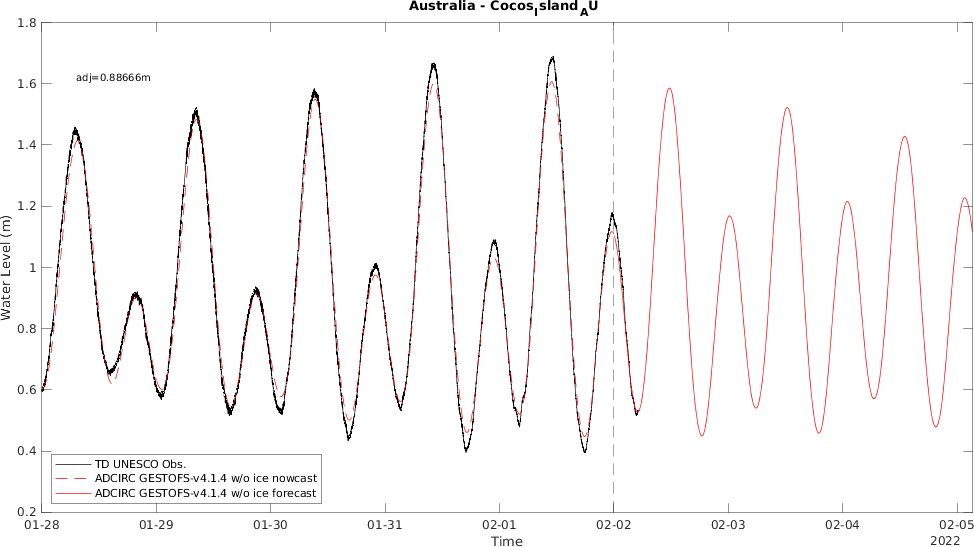 Australia - Cocos_Island_AU
1.8
1.6
1.4
1.2
1
0.8
0.6
0.4
0.2
Water Level (m)
adj=0.88666m
TD UNESCO Obs.
ADCIRC GESTOFS-v4.1.4 w/o ice nowcast
ADCIRC GESTOFS-v4.1.4 w/o ice forecast
01-28 01-29 01-30 01-31 02-01 02-02 02-03 02-04 02-05
Time
2022